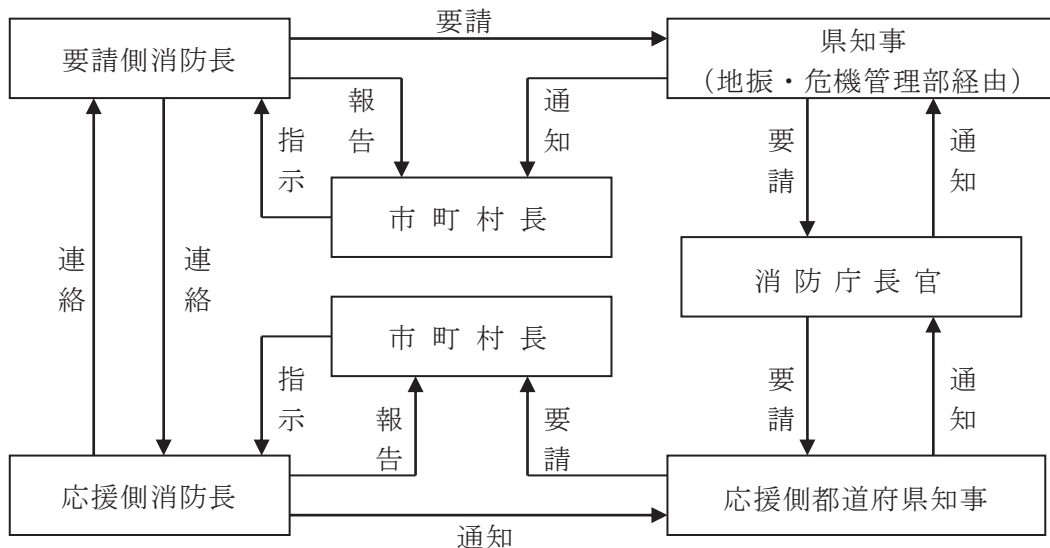 要請
要請側消防長
県知事
（地振・危機管理部経由）
報告
通知
指示
要請
通知
市町村長
連絡
連絡
消防庁長官
市町村長
指示
報告
要請
要請
通知
応援側消防長
応援側都道府県知事
通知